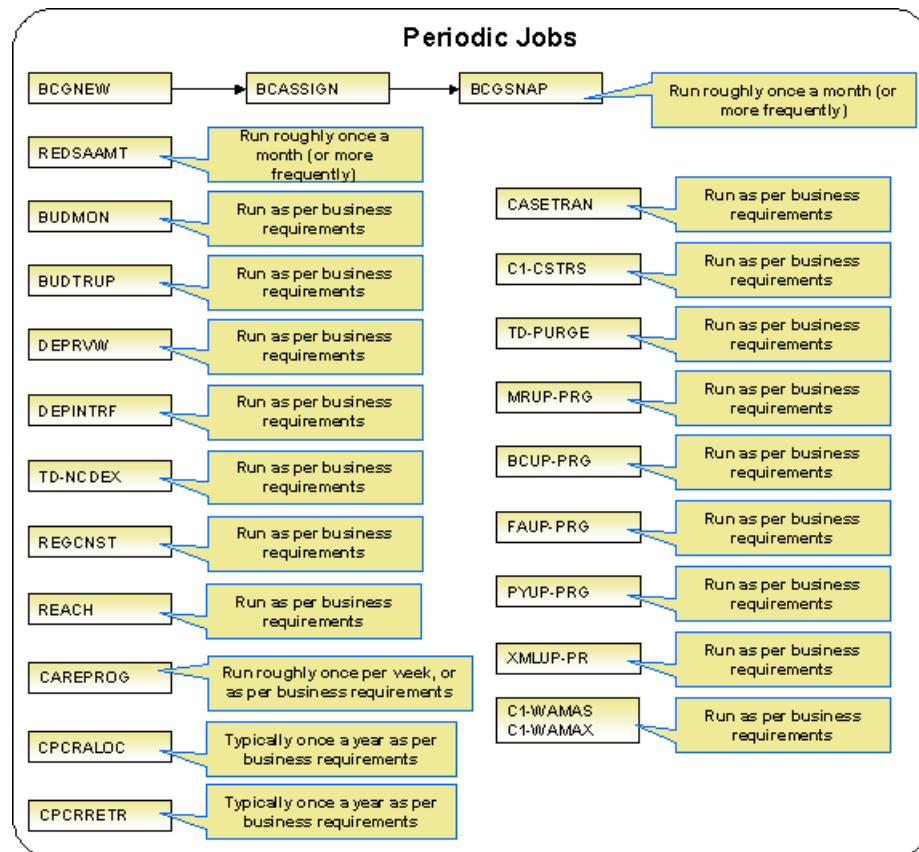 Periodic Jobs
BCGNEW
BCASSIGN
BCGSNAP
Run roughly once a month (or
more frequently)
REDSAAMT
Run roughly once a
month (or more
frequently)
BUDMON
Run as per business
requirements
BUDTRUP
Run as per business
requirements
DEPRVW
Run as per business
requirements
DEPINTRF
Run as per business
requirements
TD-NCDEX
Run as per business
requirements
REGCNST
Run as per business
requirements
REACH
Run as per business
requirements
CAREPROG
Run roughly once per week, or
as per business requirements
CPCRALOC
Typically once a year as per
business requirements
CPCRRETR
Typically once a year as per
business requirements
CASETRAN
Run as per business
requirements
C1-CSTRS
Run as per business
requirements
TD-PURGE
Run as per business
requirements
MRUP-PRG
Run as per business
requirements
BCUP-PRG
Run as per business
requirements
FAUP-PRG
Run as per business
requirements
PYUP-PRG
Run as per business
requirements
XMLUP-PR
Run as per business
requirements
C1-WAMAS
C1-WAMAX
Run as per business
requirements